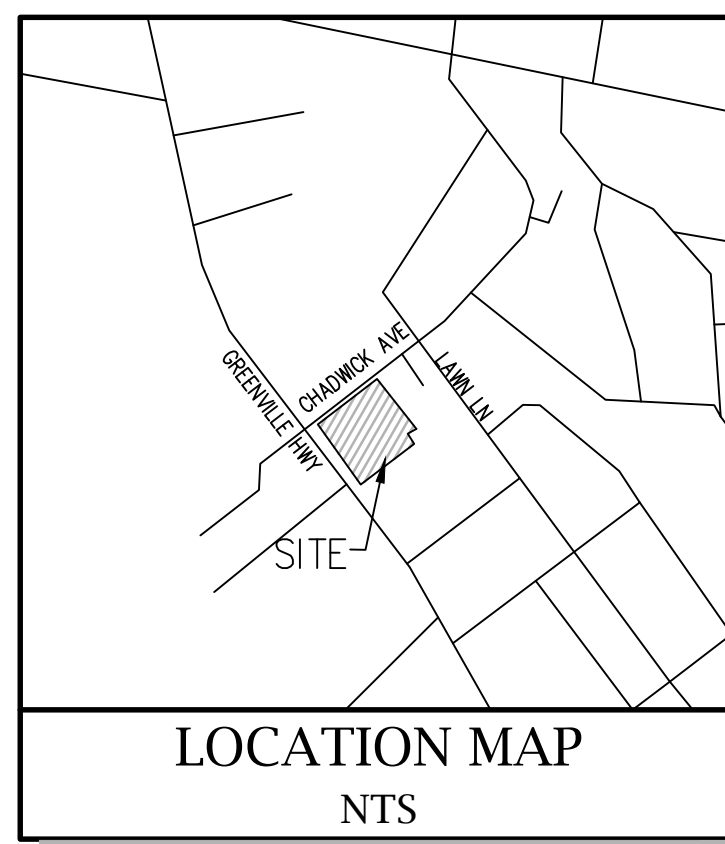 CHADWICK AVE
GREENVILLE HWY
LAWN LN
SITE
LOCATION MAP
NTS